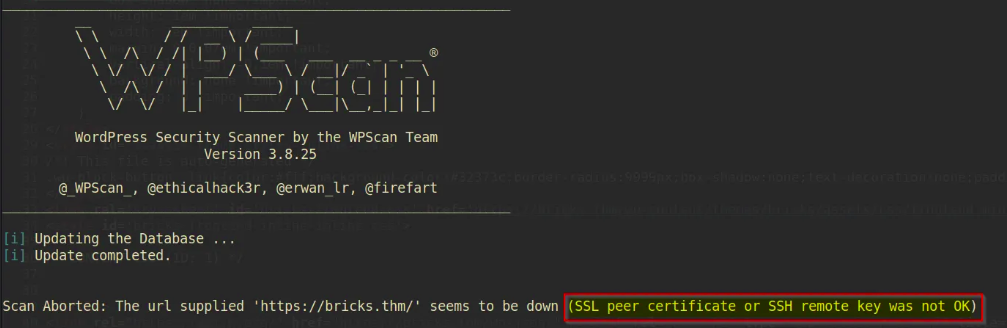 WPScan ®
WordPress Security Scanner by the WPScan Team
Version 3.8.25
@_WPScan_, @ethicalhack3r, @erwan_lr, @firefart
[i] Updating the Database ...
[i] Update completed.
Scan Aborted: The url supplied 'https://bricks.thm/' seems to be down (SSL peer certificate or SSH remote key was not OK)